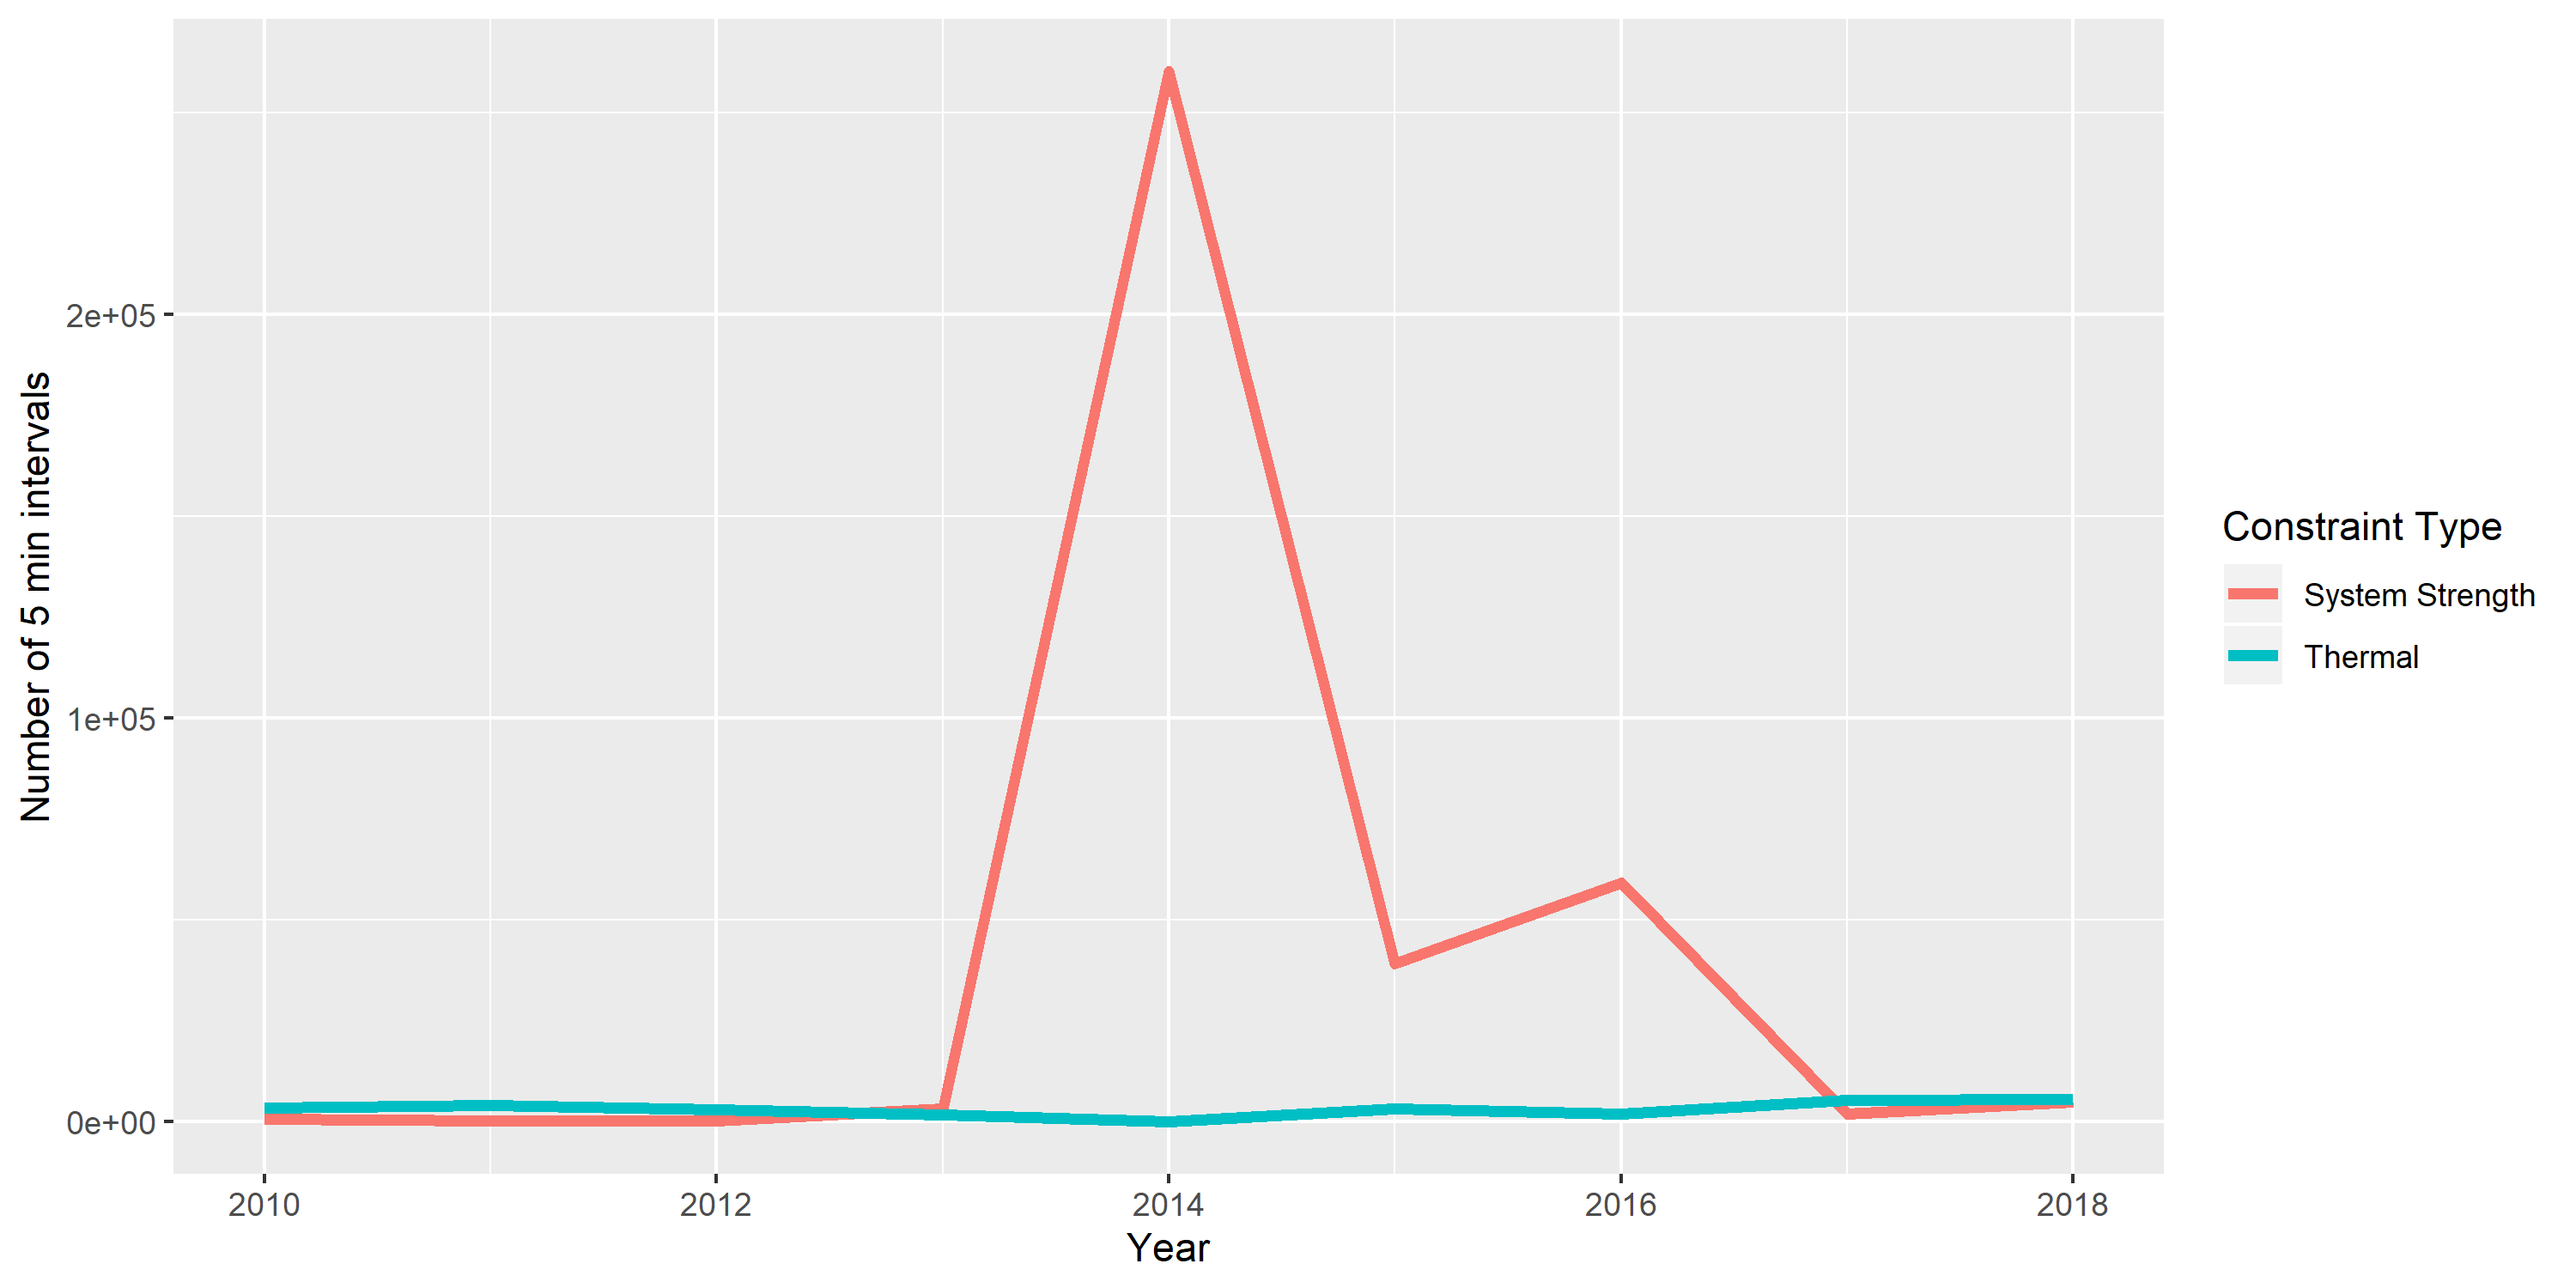 Number of 5 min intervals
2e+05
1e+05
0e+00
2010
2012
2014
2016
2018
Year
Constraint Type
System Strength
Thermal